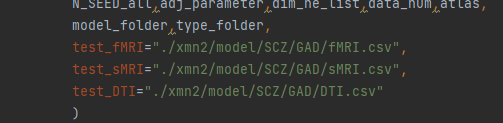 N_SEED_all,adj_parameter,dim_he_list,data_num,atlas,
model_folder,type_folder,
test_fMRI="./xmn2/model/SCZ/GAD/fMRI.csv",
test_sMRI="./xmn2/model/SCZ/GAD/sMRI.csv",
test_DTI="./xmn2/model/SCZ/GAD/DTI.csv"
)